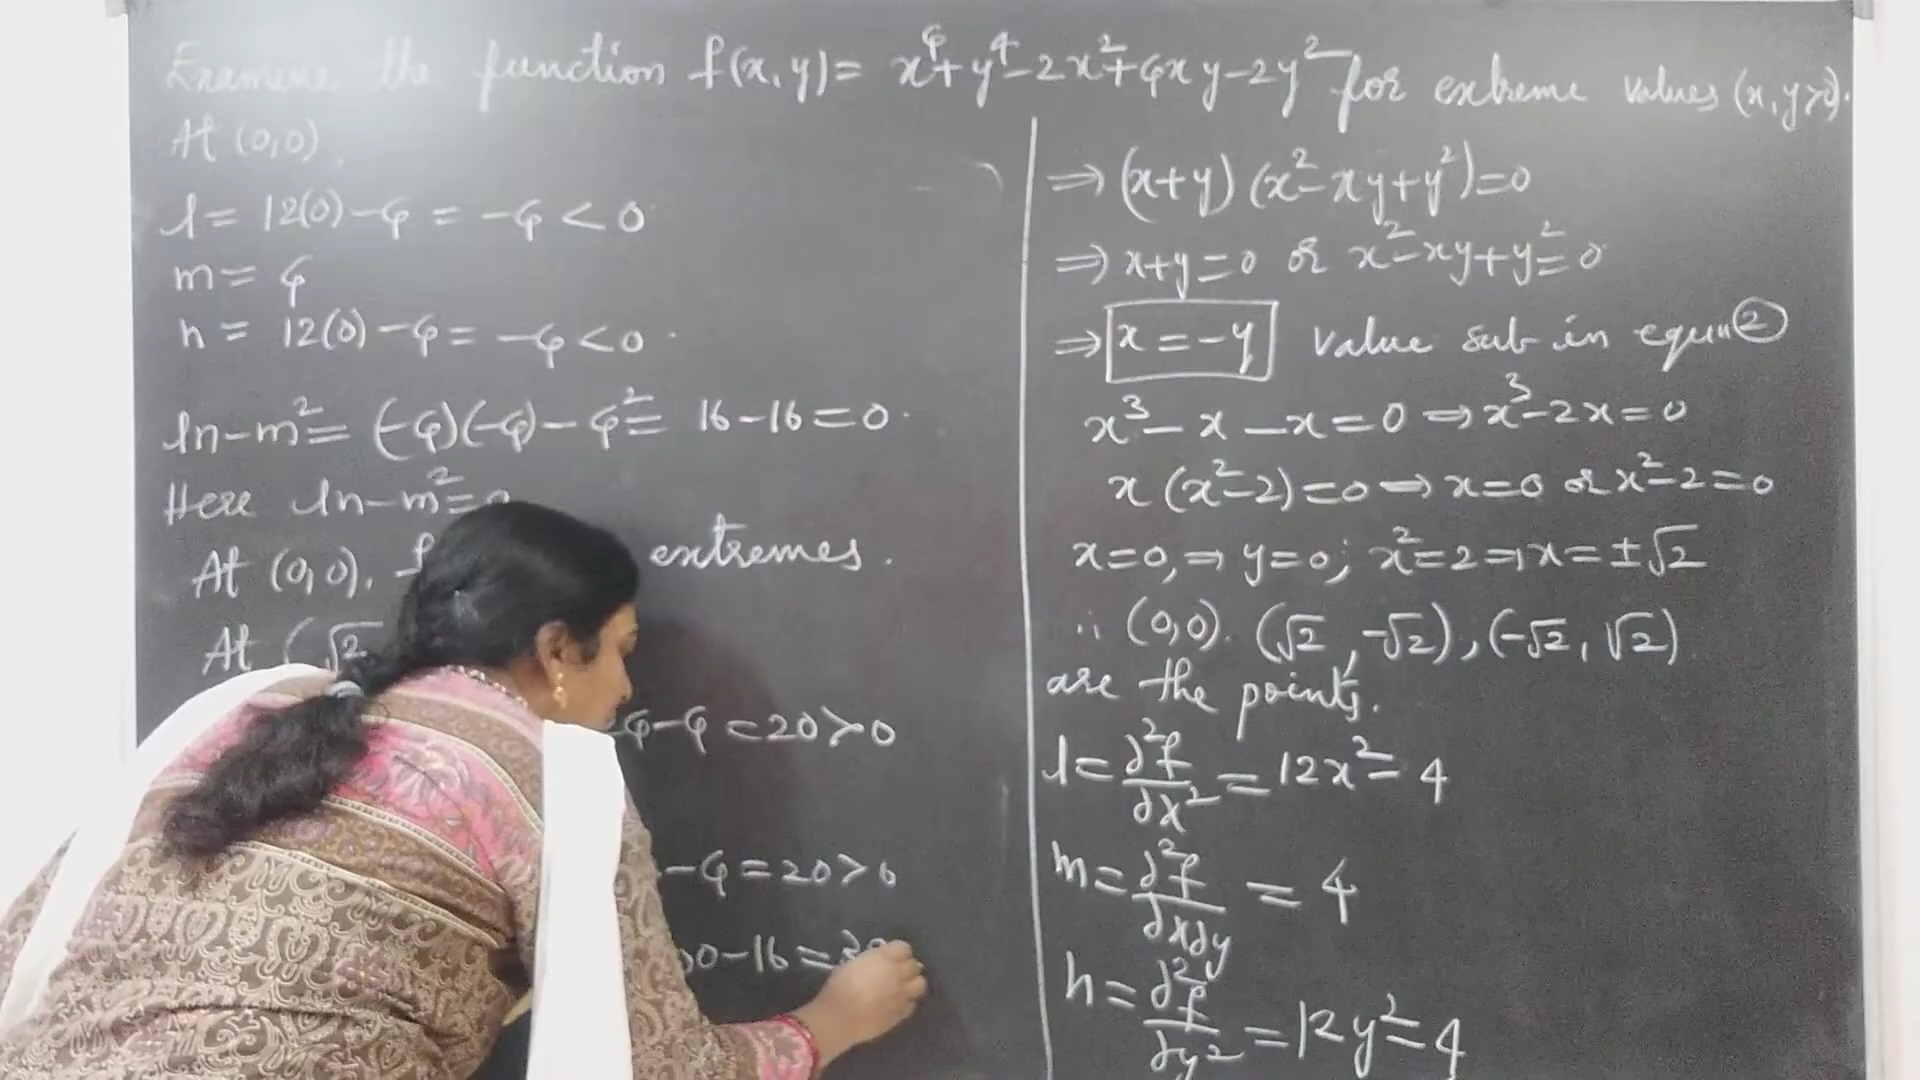 Examine the function f(x,y) = x⁴+y⁴-2x²+4xy-2y² for extreme values (x,y>0).
At (0,0),
l = 12(0)-4 = -4 < 0
m = 4
n = 12(0)-4 = -4 < 0.
ln-m² = (-4)(-4)-4² = 16-16 = 0.
Here ln-m² =
At (0,0), extremes.
At (√2
4-4 = 20 > 0
-4 = 20 > 0
-16 =
⇒ (x+y)(x²-xy+y²) = 0
⇒ x+y = 0 or x²-xy+y² = 0
⇒ x = -y value sub in equn ②
x³-x-x = 0 ⇒ x³-2x = 0
x(x²-2) = 0 ⇒ x = 0 or x²-2 = 0
x = 0, ⇒ y = 0; x² = 2 ⇒ x = ±√2
∴ (0,0). (√2, -√2), (-√2, √2)
are the points.
l = ∂²f/∂x² = 12x²-4
m = ∂²f/∂x∂y = 4
n = ∂²f/∂y² = 12y²-4